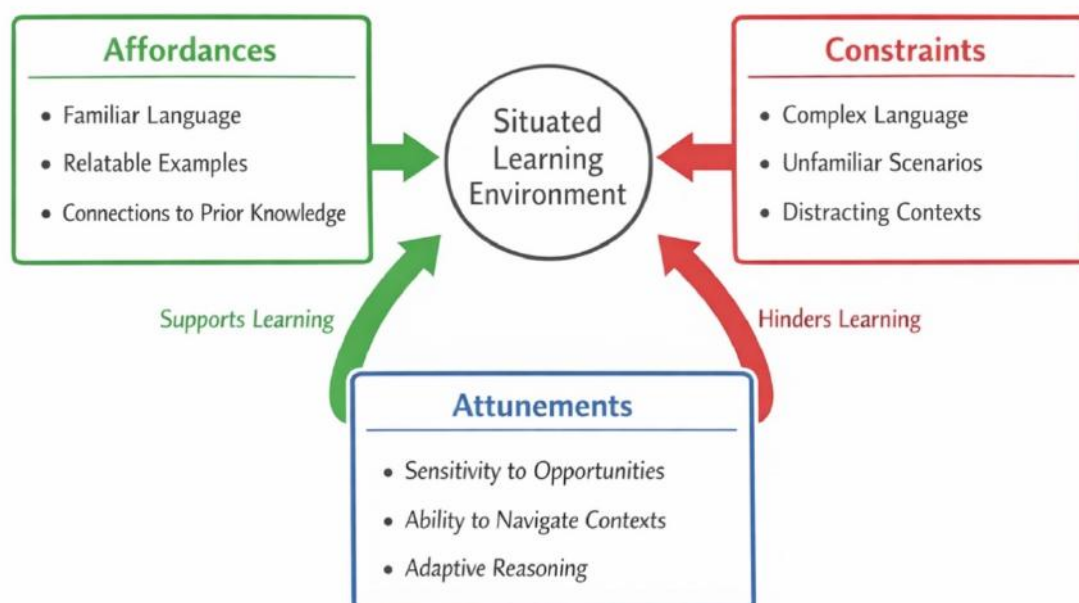 Affordances
• Familiar Language
• Relatable Examples
• Connections to Prior Knowledge
Situated
Learning
Environment
Constraints
• Complex Language
• Unfamiliar Scenarios
• Distracting Contexts
Supports Learning
Hinders Learning
Attunements
• Sensitivity to Opportunities
• Ability to Navigate Contexts
• Adaptive Reasoning